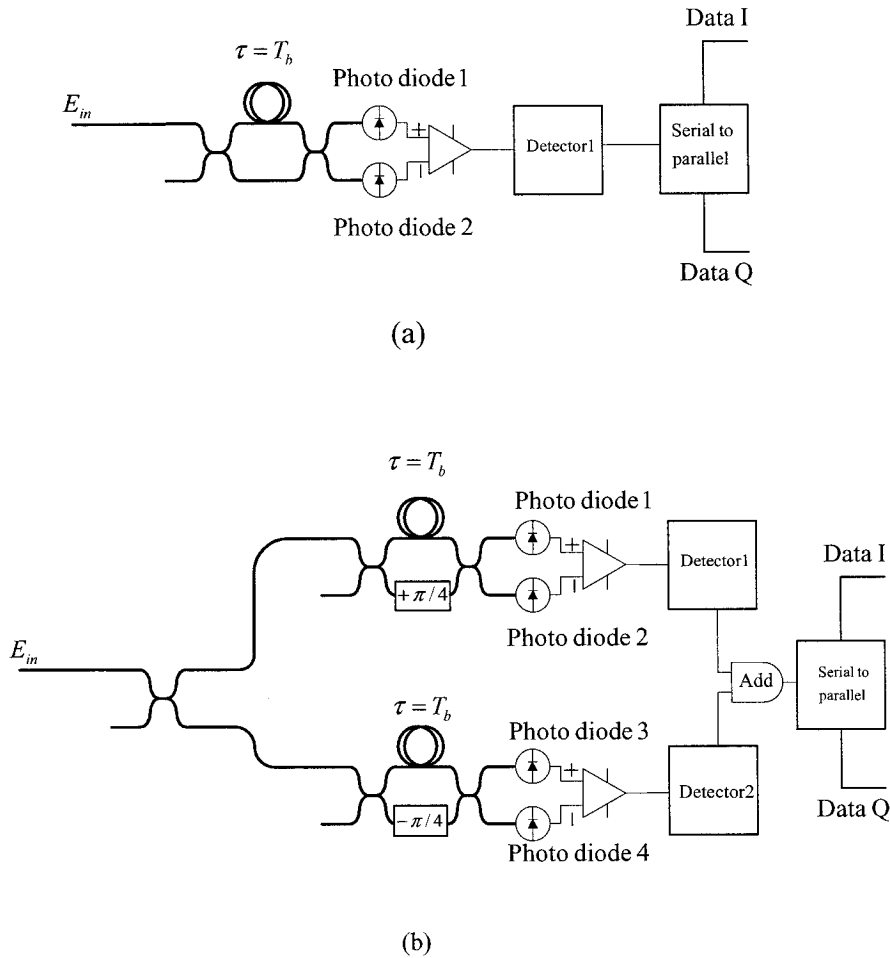 τ = T_b
Data I
E_in
Photo diode 1
+
Detector1
Serial to
parallel
−
Photo diode 2
Data Q
(a)
τ = T_b
Photo diode 1
+
Detector1
Data I
−
+π/4
Photo diode 2
E_in
Add
Serial to
parallel
τ = T_b
Photo diode 3
+
Detector2
−
−π/4
Data Q
Photo diode 4
(b)